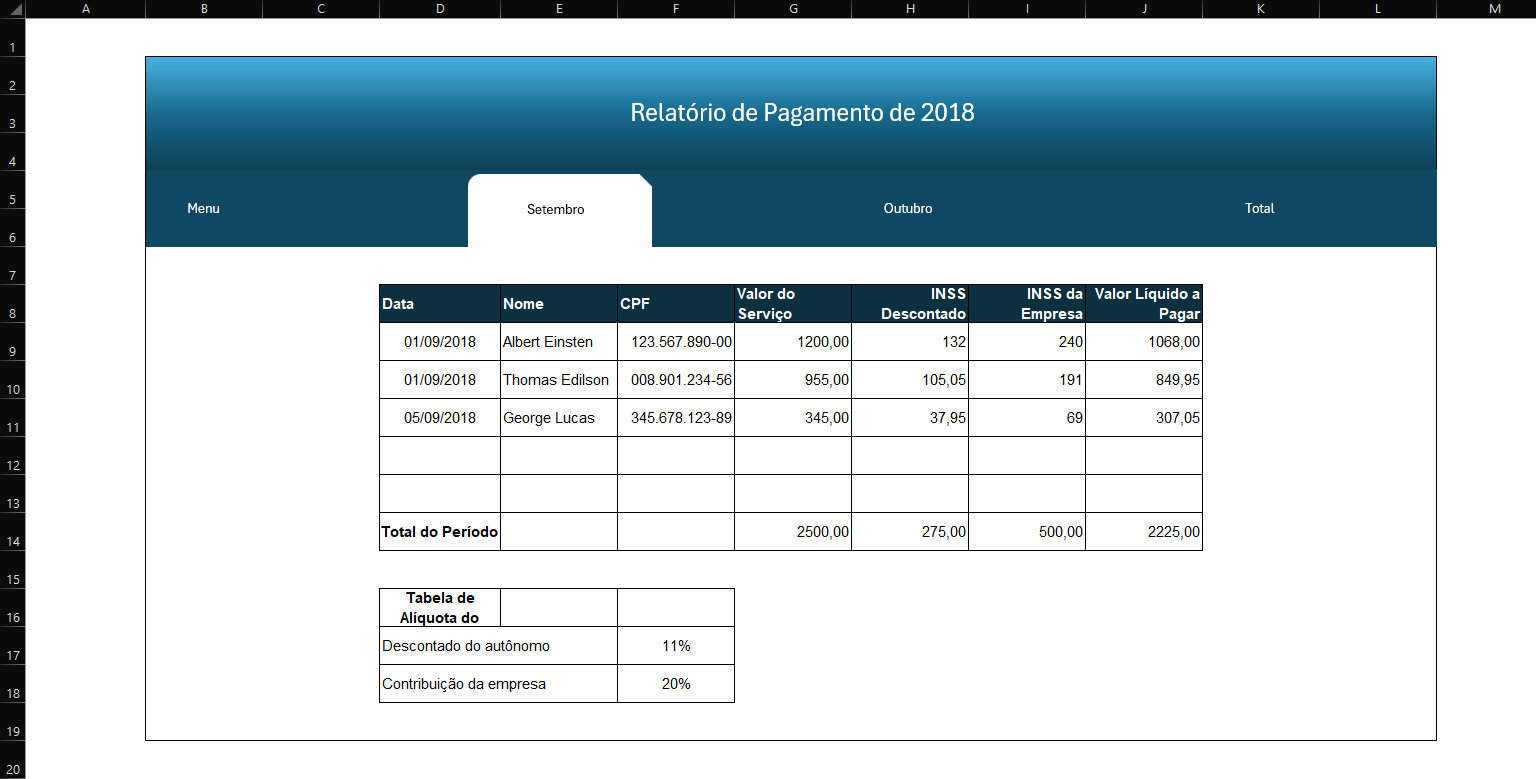 A B C D E F G H I J K L M
1
2
Relatório de Pagamento de 2018
3
4
5
Menu Setembro Outubro Total
6
7
Data Nome CPF Valor do Serviço INSS Descontado INSS da Empresa Valor Líquido a Pagar
8
01/09/2018 Albert Einsten 123.567.890-00 1200,00 132 240 1068,00
9
01/09/2018 Thomas Edilson 008.901.234-56 955,00 105,05 191 849,95
10
05/09/2018 George Lucas 345.678.123-89 345,00 37,95 69 307,05
11
12
13
Total do Período 2500,00 275,00 500,00 2225,00
14
15
Tabela de
Alíquota do
16
Descontado do autônomo 11%
17
Contribuição da empresa 20%
18
19
20